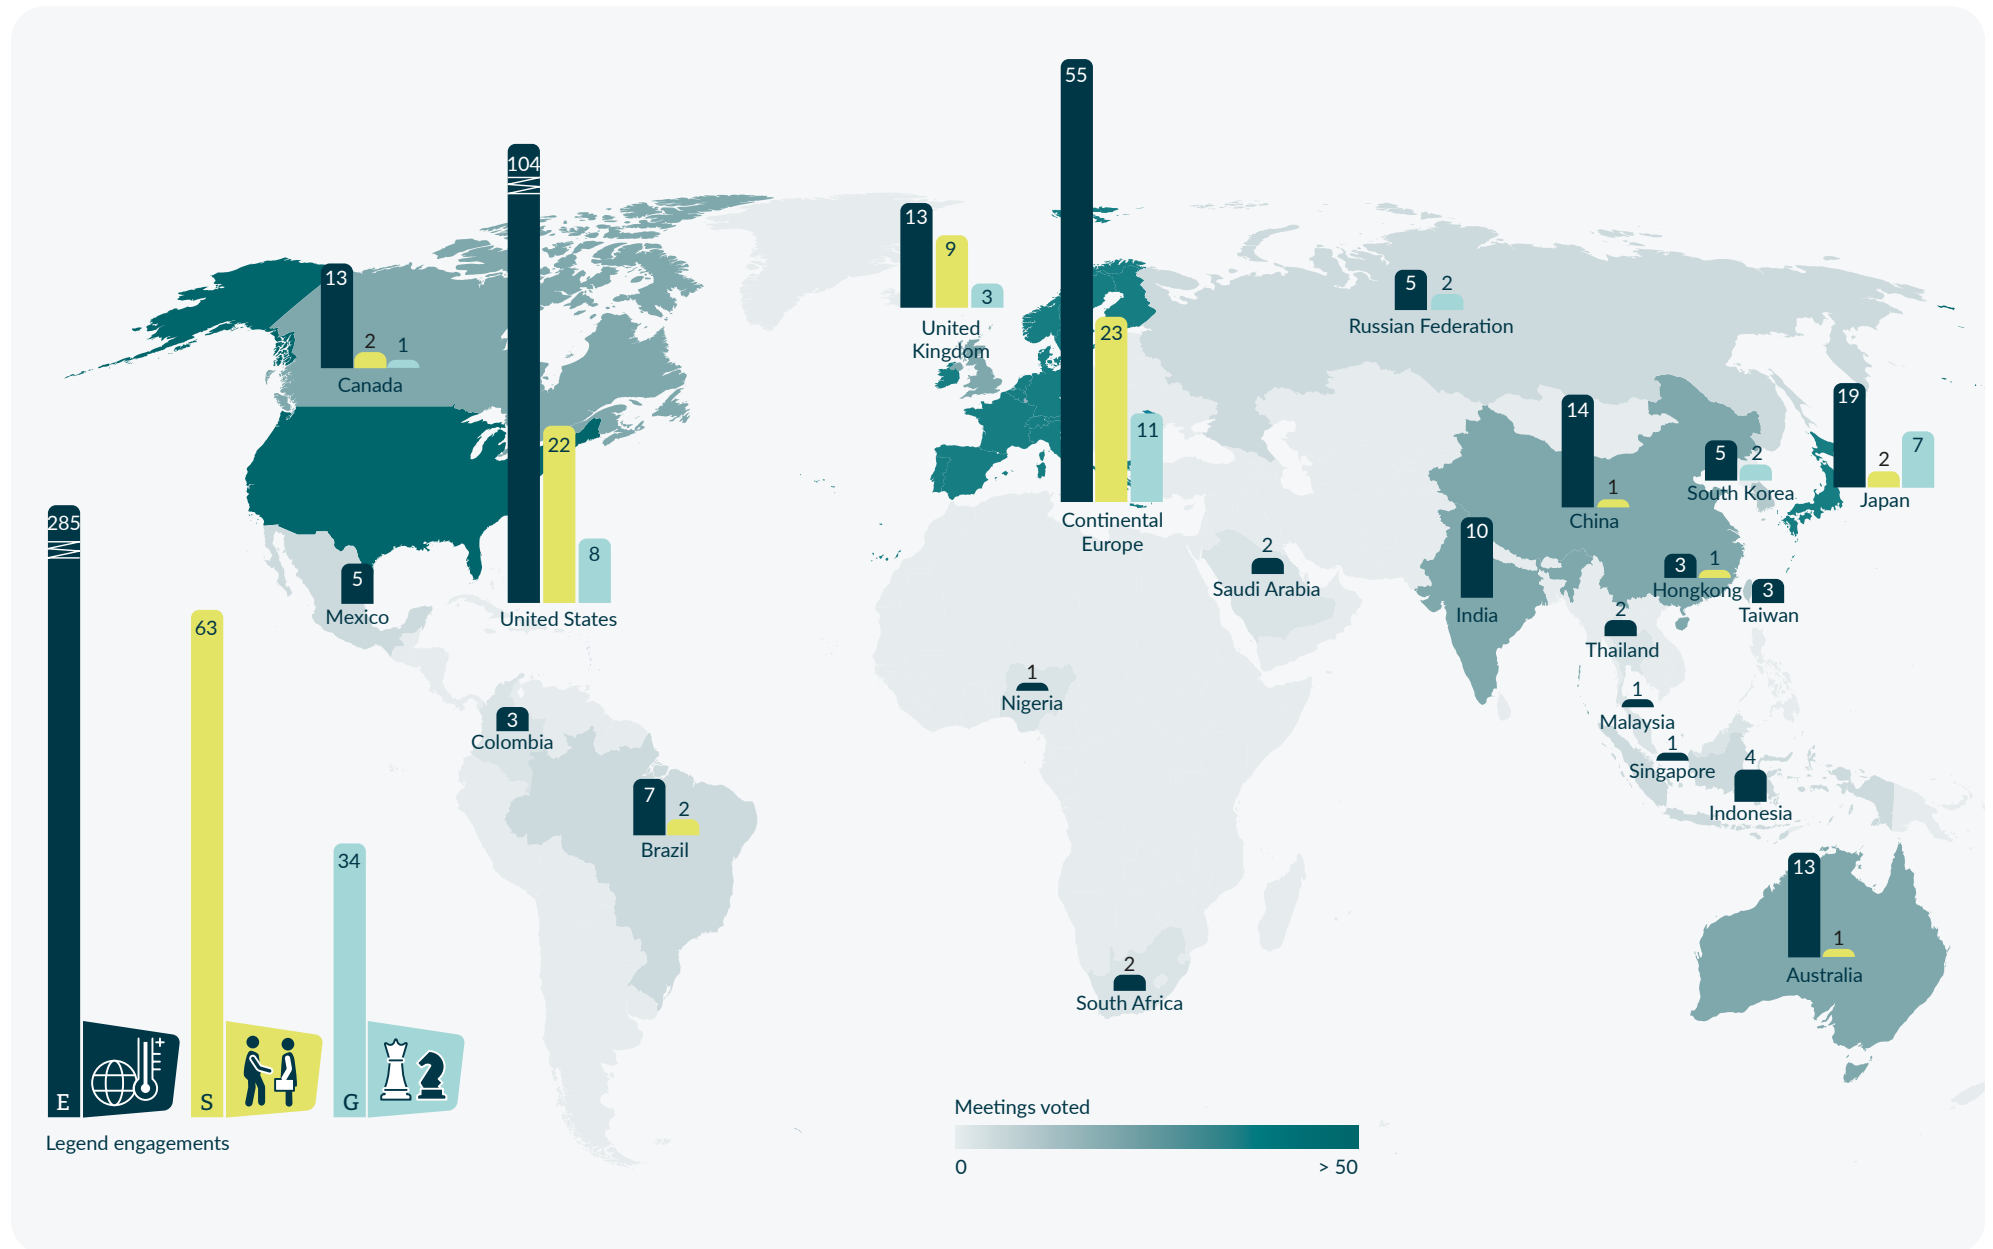 55
104
13
9
3
United
Kingdom
13
2
1
Canada
5
2
Russian Federation
23
11
Continental
Europe
22
8
United States
14
1
China
5
2
South Korea
19
2
7
Japan
10
India
3
1
Hongkong
3
Taiwan
2
Saudi Arabia
5
Mexico
2
Thailand
1
Nigeria
1
Malaysia
3
Colombia
1
Singapore
4
Indonesia
7
2
Brazil
13
1
Australia
2
South Africa
285
63
34
E
S
G
Legend engagements
Meetings voted
0
> 50